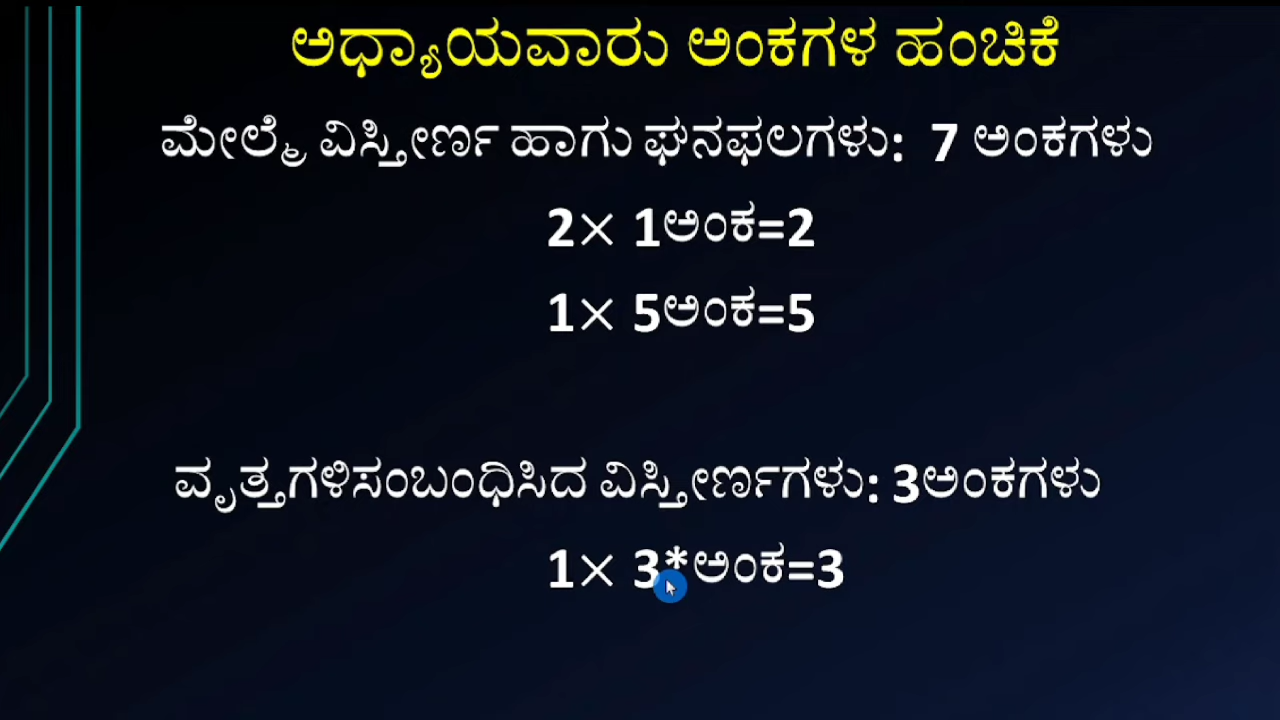 ಅಧ್ಯಾಯವಾರು ಅಂಕಗಳ ಹಂಚಿಕೆ
ಮೇಲ್ಮೈ ವಿಸ್ತೀರ್ಣ ಹಾಗು ಘನಫಲಗಳು: 7 ಅಂಕಗಳು
2× 1ಅಂಕ=2
1× 5ಅಂಕ=5
ವೃತ್ತಗಳಿಸಂಬಂಧಿಸಿದ ವಿಸ್ತೀರ್ಣಗಳು: 3ಅಂಕಗಳು
1× 3*ಅಂಕ=3